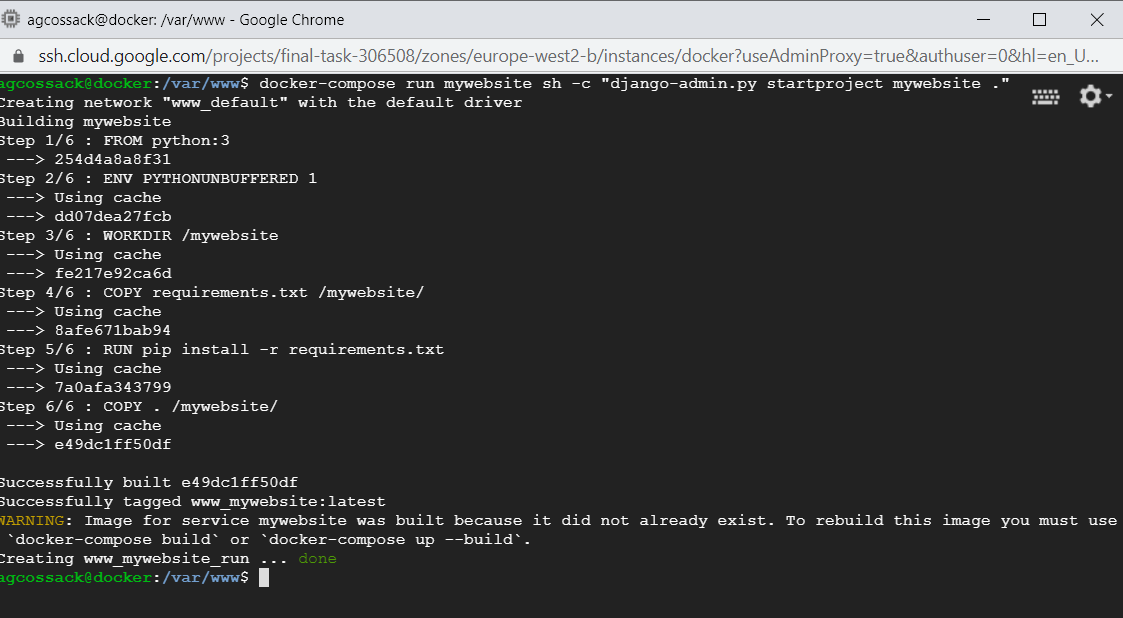 agcossack@docker: /var/www - Google Chrome
ssh.cloud.google.com/projects/final-task-306508/zones/europe-west2-b/instances/docker?useAdminProxy=true&authuser=0&hl=en_U...
agcossack@docker:/var/www$ docker-compose run mywebsite sh -c "django-admin.py startproject mywebsite ."
Creating network "www_default" with the default driver
Building mywebsite
Step 1/6 : FROM python:3
---> 254d4a8a8f31
Step 2/6 : ENV PYTHONUNBUFFERED 1
---> Using cache
---> dd07dea27fcb
Step 3/6 : WORKDIR /mywebsite
---> Using cache
---> fe217e92ca6d
Step 4/6 : COPY requirements.txt /mywebsite/
---> Using cache
---> 8afe671bab94
Step 5/6 : RUN pip install -r requirements.txt
---> Using cache
---> 7a0afa343799
Step 6/6 : COPY . /mywebsite/
---> Using cache
---> e49dc1ff50df
Successfully built e49dc1ff50df
Successfully tagged www_mywebsite:latest
WARNING: Image for service mywebsite was built because it did not already exist. To rebuild this image you must use
`docker-compose build` or `docker-compose up --build`.
Creating www_mywebsite_run ... done
agcossack@docker:/var/www$